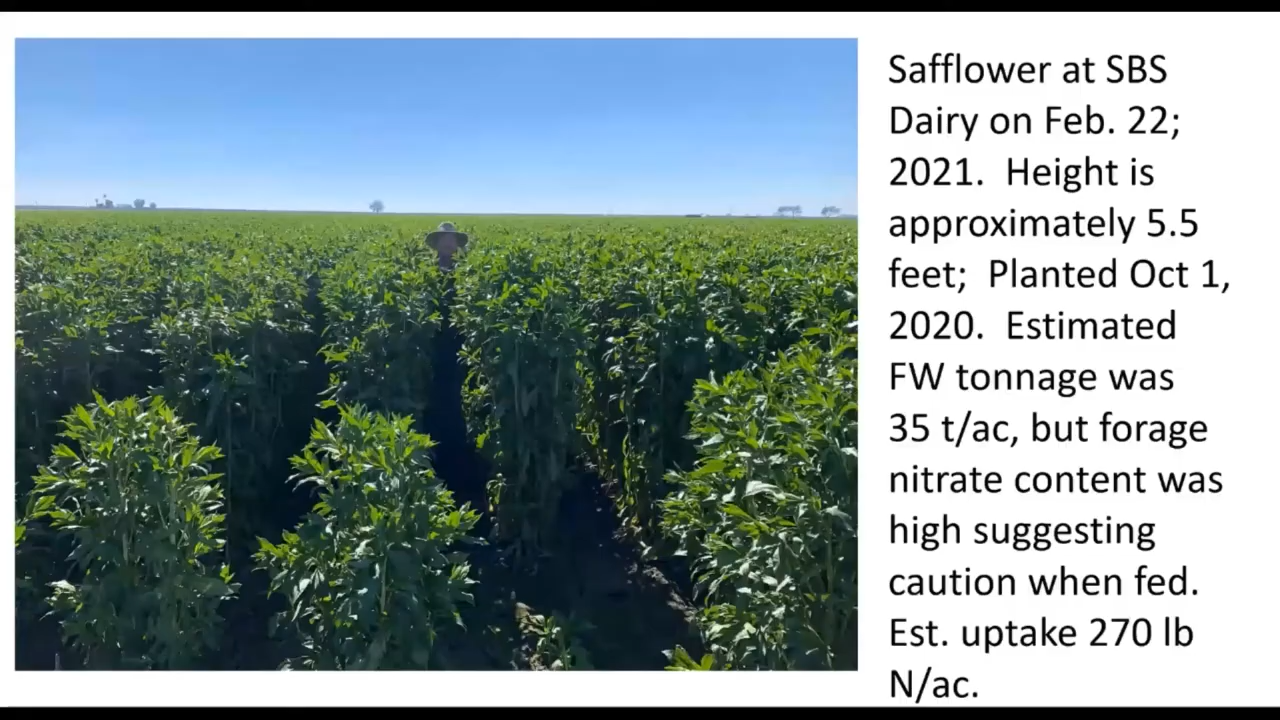 Safflower at SBS
Dairy on Feb. 22;
2021.  Height is
approximately 5.5
feet;  Planted Oct 1,
2020.  Estimated
FW tonnage was
35 t/ac, but forage
nitrate content was
high suggesting
caution when fed.
Est. uptake 270 lb
N/ac.